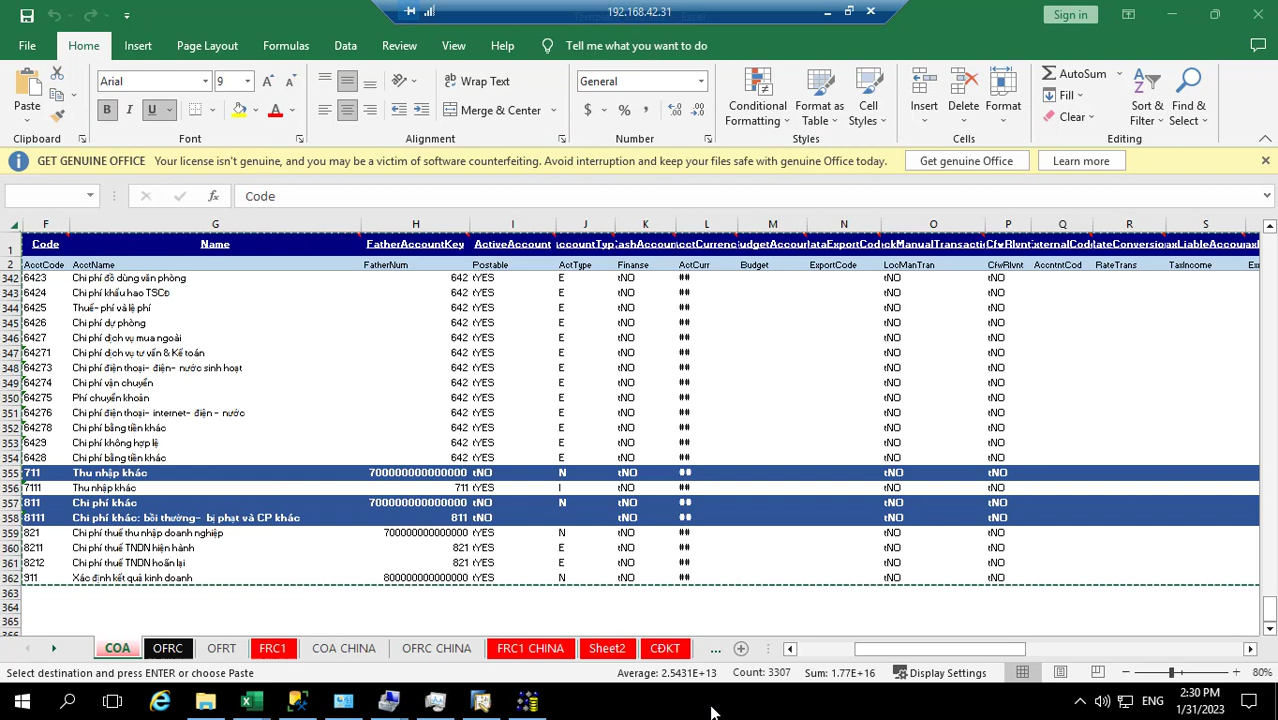 192.168.42.31
Sign in
File Home Insert Page Layout Formulas Data Review View Help Tell me what you want to do
Arial 9 Wrap Text General AutoSum
Paste B I U Merge & Center $ % , Conditional Formatting Format as Table Cell Styles Insert Delete Format Fill Clear Sort & Filter Find & Select
Clipboard Font Alignment Number Styles Cells Editing
GET GENUINE OFFICE Your license isn't genuine, and you may be a victim of software counterfeiting. Avoid interruption and keep your files safe with genuine Office today. Get genuine Office Learn more
fx Code
F G H I J K L M N O P Q R S
1 Code Name FatherAccountKey ActiveAccount ccountTyp ashAccoun cctCurrenc udgetAccour ataExportCod ckManualTransactic CfwRlvnt xternalCod ateConversio axLiableAccou
2 AcctCode AcctName FatherNum Postable ActType Finanse ActCurr Budget ExportCode LocManTran CfwRlvnt AccntntCod RateTrans TaxIncome
342 6423 Chi phí đồ dùng văn phòng 642 tYES E tNO ## tNO tNO
343 6424 Chi phí khấu hao TSCĐ 642 tYES E tNO ## tNO tNO
344 6425 Thuế- phí và lệ phí 642 tYES E tNO ## tNO tNO
345 6426 Chi phí dự phòng 642 tYES E tNO ## tNO tNO
346 6427 Chi phí dịch vụ mua ngoài 642 tYES E tNO ## tNO tNO
347 64271 Chi phí dịch vụ tư vấn & Kế toán 642 tYES E tNO ## tNO tNO
348 64273 Chi phí điện thoại- điện- nước sinh hoạt 642 tYES E tNO ## tNO tNO
349 64274 Chi phí vận chuyển 642 tYES E tNO ## tNO tNO
350 64275 Phí chuyển khoản 642 tYES E tNO ## tNO tNO
351 64276 Chi phí điện thoại- internet- điện - nước 642 tYES E tNO ## tNO tNO
352 64278 Chi phí bằng tiền khác 642 tYES E tNO ## tNO tNO
353 6429 Chi phí không hợp lệ 642 tYES E tNO ## tNO tNO
354 6428 Chi phí bằng tiền khác 642 tYES E tNO ## tNO tNO
355 711 Thu nhập khác 700000000000000 tNO N tNO ## tNO tNO
356 7111 Thu nhập khác 711 tYES I tNO ## tNO tNO
357 811 Chi phí khác 700000000000000 tNO N tNO ## tNO tNO
358 8111 Chi phí khác: bồi thường- bị phạt và CP khác 811 tNO tNO ## tNO tNO
359 821 Chi phí thuế thu nhập doanh nghiệp 700000000000000 tYES N tNO ## tNO tNO
360 8211 Chi phí thuế TNDN hiện hành 821 tYES E tNO ## tNO tNO
361 8212 Chi phí thuế TNDN hoãn lại 821 tYES E tNO ## tNO tNO
362 911 Xác định kết quả kinh doanh 800000000000000 tYES N tNO ## tNO tNO
363
364
365
COA OFRC OFRT FRC1 COA CHINA OFRC CHINA FRC1 CHINA Sheet2 CĐKT ...
Select destination and press ENTER or choose Paste Average: 2.5431E+13 Count: 3307 Sum: 1.77E+16 Display Settings 80%
ENG 2:30 PM
1/31/2023